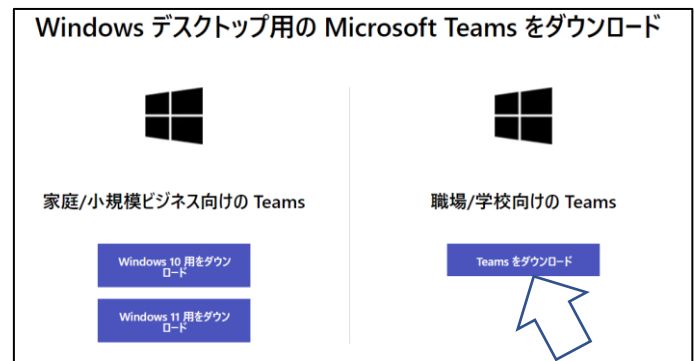 Windows デスクトップ用の Microsoft Teams をダウンロード
家庭/小規模ビジネス向けの Teams
Windows 10 用をダウン
ロード
Windows 11 用をダウン
ロード
職場/学校向けの Teams
Teams をダウンロード